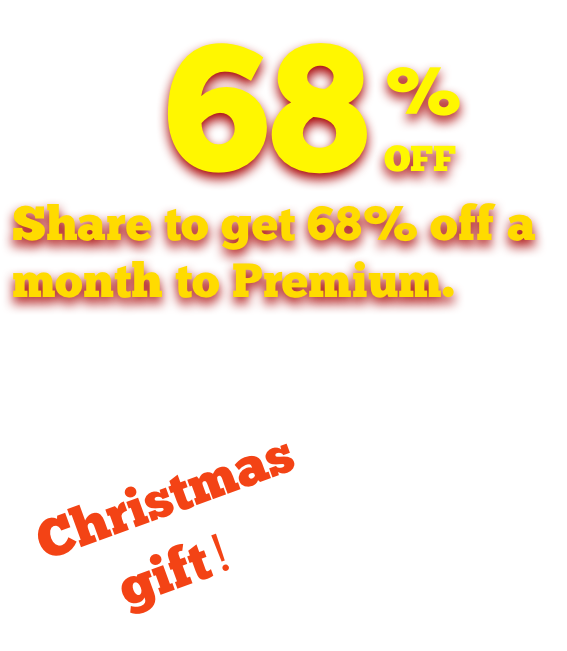 68%
OFF
Share to get 68% off a
month to Premium.
Christmas
gift!